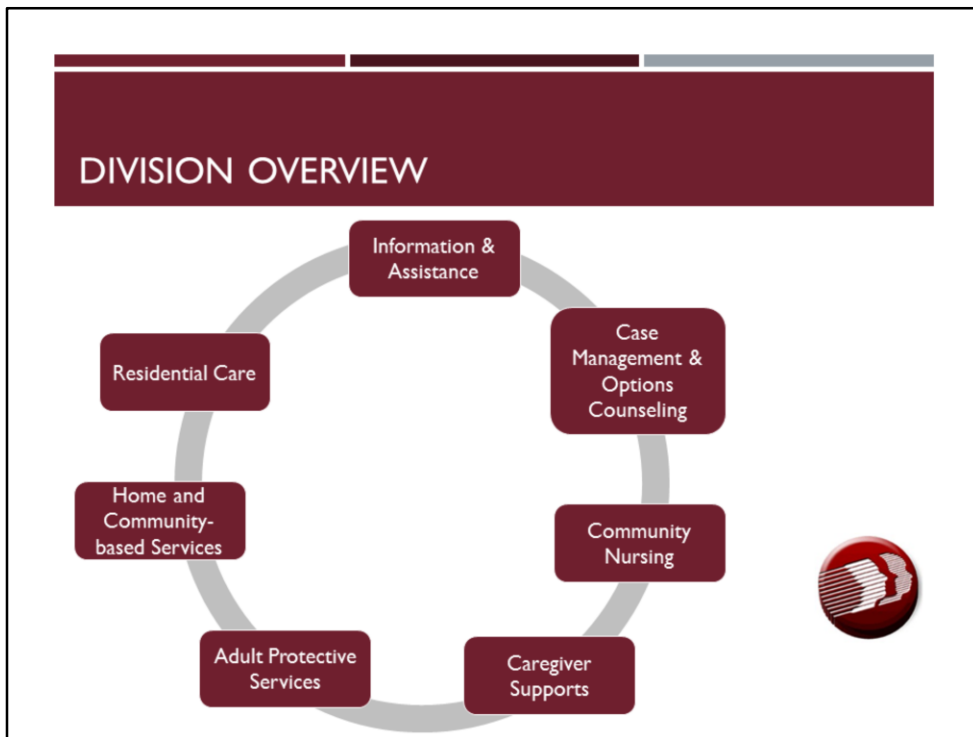 DIVISION OVERVIEW
Information &
Assistance
Case
Management &
Options
Counseling
Community
Nursing
Caregiver
Supports
Adult Protective
Services
Home and
Community-
based Services
Residential Care